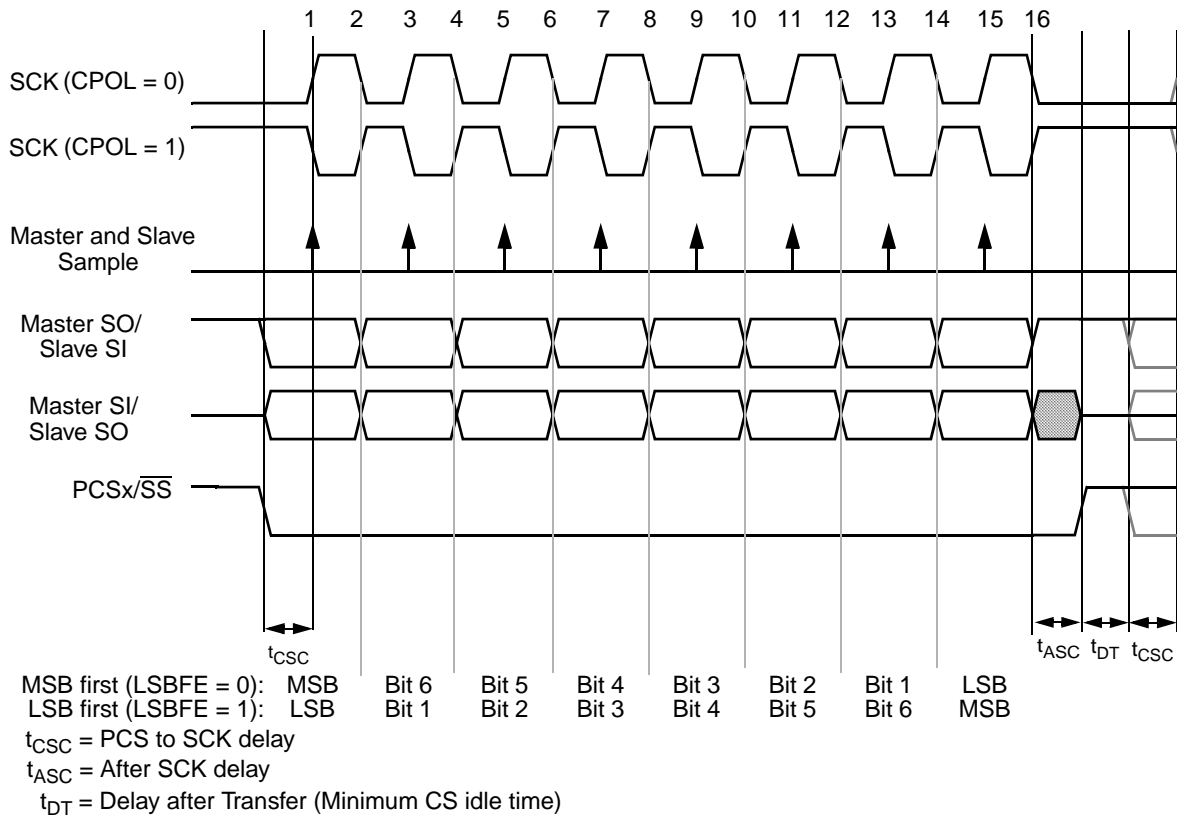 1 2 3 4 5 6 7 8 9 10 11 12 13 14 15 16
SCK (CPOL = 0)
SCK (CPOL = 1)
Master and Slave
Sample
Master SO/
Slave SI
Master SI/
Slave SO
PCSx/SS
tCSC tASC tDT tCSC
MSB first (LSBFE = 0): MSB Bit 6 Bit 5 Bit 4 Bit 3 Bit 2 Bit 1 LSB
LSB first (LSBFE = 1): LSB Bit 1 Bit 2 Bit 3 Bit 4 Bit 5 Bit 6 MSB
tCSC = PCS to SCK delay
tASC = After SCK delay
tDT = Delay after Transfer (Minimum CS idle time)